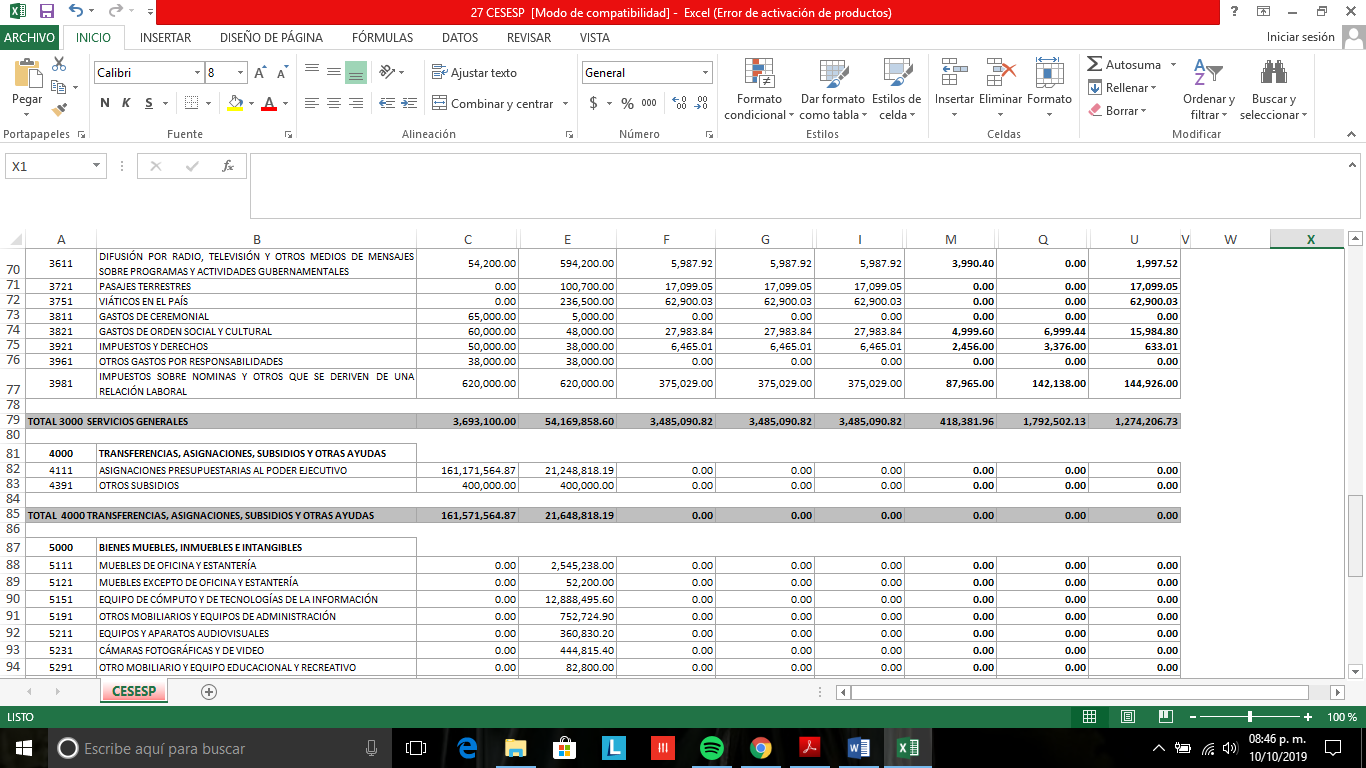 27 CESESP [Modo de compatibilidad] - Excel (Error de activación de productos)
ARCHIVO INICIO INSERTAR DISEÑO DE PÁGINA FÓRMULAS DATOS REVISAR VISTA Iniciar sesión
Calibri 8 Ajustar texto General Autosuma
Rellenar
Pegar N K S Combinar y centrar $ % 000 Formato condicional Dar formato como tabla Estilos de celda Insertar Eliminar Formato Borrar Ordenar y filtrar Buscar y seleccionar
Portapapeles Fuente Alineación Número Estilos Celdas Modificar
X1 fx
A B C E F G I M Q U V W X
70 3611 DIFUSIÓN POR RADIO, TELEVISIÓN Y OTROS MEDIOS DE MENSAJES SOBRE PROGRAMAS Y ACTIVIDADES GUBERNAMENTALES 54,200.00 594,200.00 5,987.92 5,987.92 5,987.92 3,990.40 0.00 1,997.52
71 3721 PASAJES TERRESTRES 0.00 100,700.00 17,099.05 17,099.05 17,099.05 0.00 0.00 17,099.05
72 3751 VIÁTICOS EN EL PAÍS 0.00 236,500.00 62,900.03 62,900.03 62,900.03 0.00 0.00 62,900.03
73 3811 GASTOS DE CEREMONIAL 65,000.00 5,000.00 0.00 0.00 0.00 0.00 0.00 0.00
74 3821 GASTOS DE ORDEN SOCIAL Y CULTURAL 60,000.00 48,000.00 27,983.84 27,983.84 27,983.84 4,999.60 6,999.44 15,984.80
75 3921 IMPUESTOS Y DERECHOS 50,000.00 38,000.00 6,465.01 6,465.01 6,465.01 2,456.00 3,376.00 633.01
76 3961 OTROS GASTOS POR RESPONSABILIDADES 38,000.00 38,000.00 0.00 0.00 0.00 0.00 0.00 0.00
77 3981 IMPUESTOS SOBRE NOMINAS Y OTROS QUE SE DERIVEN DE UNA RELACIÓN LABORAL 620,000.00 620,000.00 375,029.00 375,029.00 375,029.00 87,965.00 142,138.00 144,926.00
78
79 TOTAL 3000 SERVICIOS GENERALES 3,693,100.00 54,169,858.60 3,485,090.82 3,485,090.82 3,485,090.82 418,381.96 1,792,502.13 1,274,206.73
80
81 4000 TRANSFERENCIAS, ASIGNACIONES, SUBSIDIOS Y OTRAS AYUDAS
82 4111 ASIGNACIONES PRESUPUESTARIAS AL PODER EJECUTIVO 161,171,564.87 21,248,818.19 0.00 0.00 0.00 0.00 0.00 0.00
83 4391 OTROS SUBSIDIOS 400,000.00 400,000.00 0.00 0.00 0.00 0.00 0.00 0.00
84
85 TOTAL 4000 TRANSFERENCIAS, ASIGNACIONES, SUBSIDIOS Y OTRAS AYUDAS 161,571,564.87 21,648,818.19 0.00 0.00 0.00 0.00 0.00 0.00
86
87 5000 BIENES MUEBLES, INMUEBLES E INTANGIBLES
88 5111 MUEBLES DE OFICINA Y ESTANTERÍA 0.00 2,545,238.00 0.00 0.00 0.00 0.00 0.00 0.00
89 5121 MUEBLES EXCEPTO DE OFICINA Y ESTANTERÍA 0.00 52,200.00 0.00 0.00 0.00 0.00 0.00 0.00
90 5151 EQUIPO DE CÓMPUTO Y DE TECNOLOGÍAS DE LA INFORMACIÓN 0.00 12,888,495.60 0.00 0.00 0.00 0.00 0.00 0.00
91 5191 OTROS MOBILIARIOS Y EQUIPOS DE ADMINISTRACIÓN 0.00 752,724.90 0.00 0.00 0.00 0.00 0.00 0.00
92 5211 EQUIPOS Y APARATOS AUDIOVISUALES 0.00 360,830.20 0.00 0.00 0.00 0.00 0.00 0.00
93 5231 CÁMARAS FOTOGRÁFICAS Y DE VIDEO 0.00 444,815.40 0.00 0.00 0.00 0.00 0.00 0.00
94 5291 OTRO MOBILIARIO Y EQUIPO EDUCACIONAL Y RECREATIVO 0.00 82,800.00 0.00 0.00 0.00 0.00 0.00 0.00
CESESP
LISTO 100 %
Escribe aquí para buscar 08:46 p. m.
10/10/2019